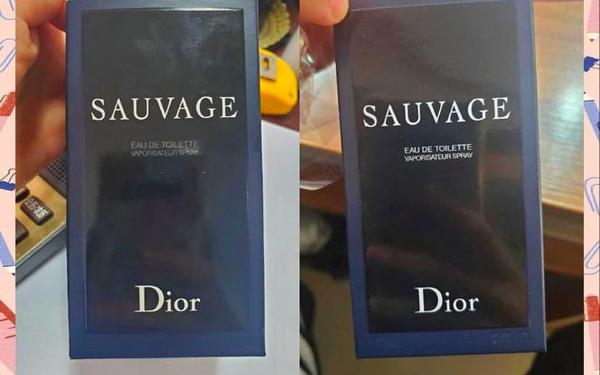 SAUVAGE
EAU DE TOILETTE
VAPORISATEUR SPRAY
Dior
SAUVAGE
EAU DE TOILETTE
VAPORISATEUR SPRAY
Dior